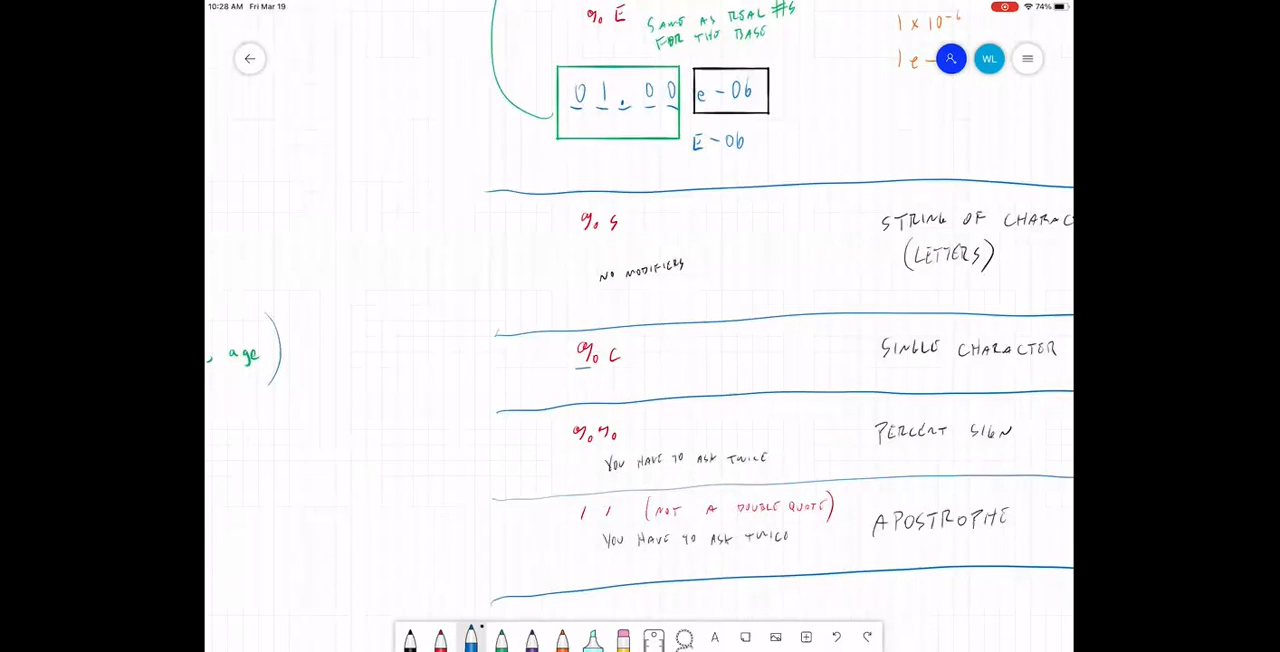 10:28 AM Fri Mar 19
74%
% E
SAME AS REAL #S
FOR THE BASE
1 x 10-6
1 e -
WL
01.00 e-06
E-06
% s
STRING OF CHARAC
(LETTERS)
NO MODIFIERS
, age)
% c
SINGLE CHARACTER
%%
PERCENT SIGN
YOU HAVE TO ASK TWICE
' ' (NOT A DOUBLE QUOTE)
APOSTROPHE
YOU HAVE TO ASK TWICE
A